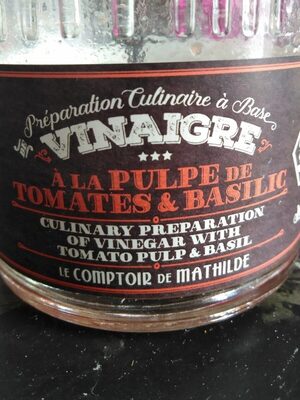 Préparation Culinaire à Base
VINAIGRE
À LA PULPE DE
TOMATES & BASILIC
CULINARY PREPARATION
OF VINEGAR WITH
TOMATO PULP & BASIL
LE COMPTOIR DE MATHILDE